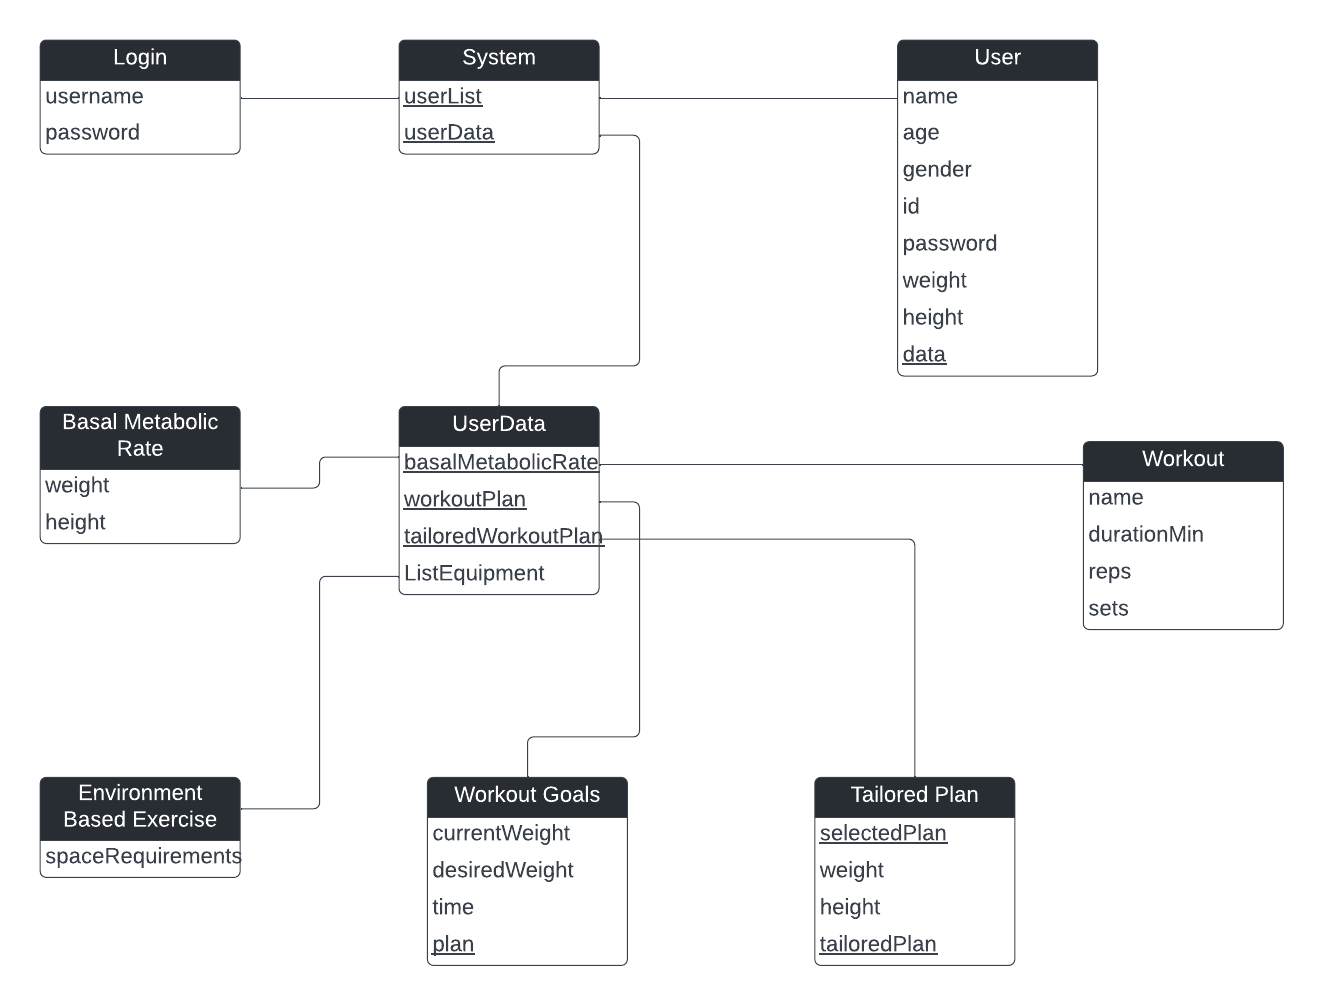 Login
username
password
System
userList
userData
User
name
age
gender
id
password
weight
height
data
Basal Metabolic
Rate
weight
height
UserData
basalMetabolicRate
workoutPlan
tailoredWorkoutPlan
ListEquipment
Workout
name
durationMin
reps
sets
Environment
Based Exercise
spaceRequirements
Workout Goals
currentWeight
desiredWeight
time
plan
Tailored Plan
selectedPlan
weight
height
tailoredPlan